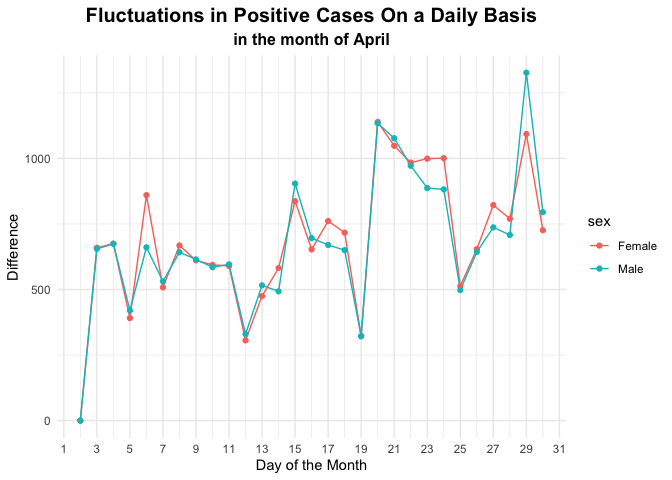 Fluctuations in Positive Cases On a Daily Basis
in the month of April
Difference
1000
500
0
1 3 5 7 9 11 13 15 17 19 21 23 25 27 29 31
Day of the Month
sex
Female
Male